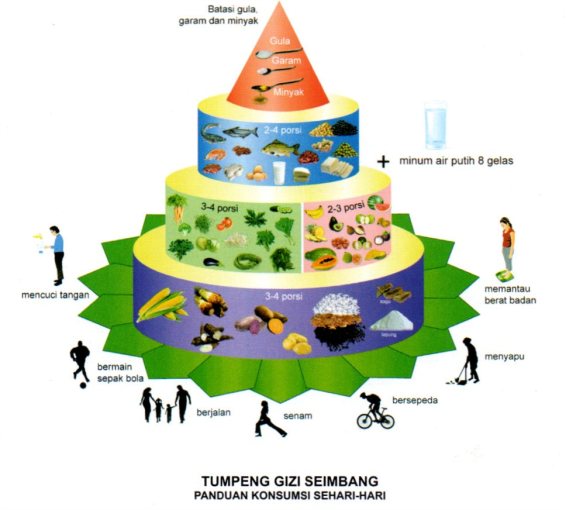 Batasi gula,
garam dan minyak
Gula
Garam
Minyak
2-4 porsi
+ minum air putih 8 gelas
3-4 porsi
2-3 porsi
mencuci tangan
memantau
berat badan
3-4 porsi
sagu
tepung
bermain
sepak bola
menyapu
berjalan
senam
bersepeda
TUMPENG GIZI SEIMBANG
PANDUAN KONSUMSI SEHARI-HARI